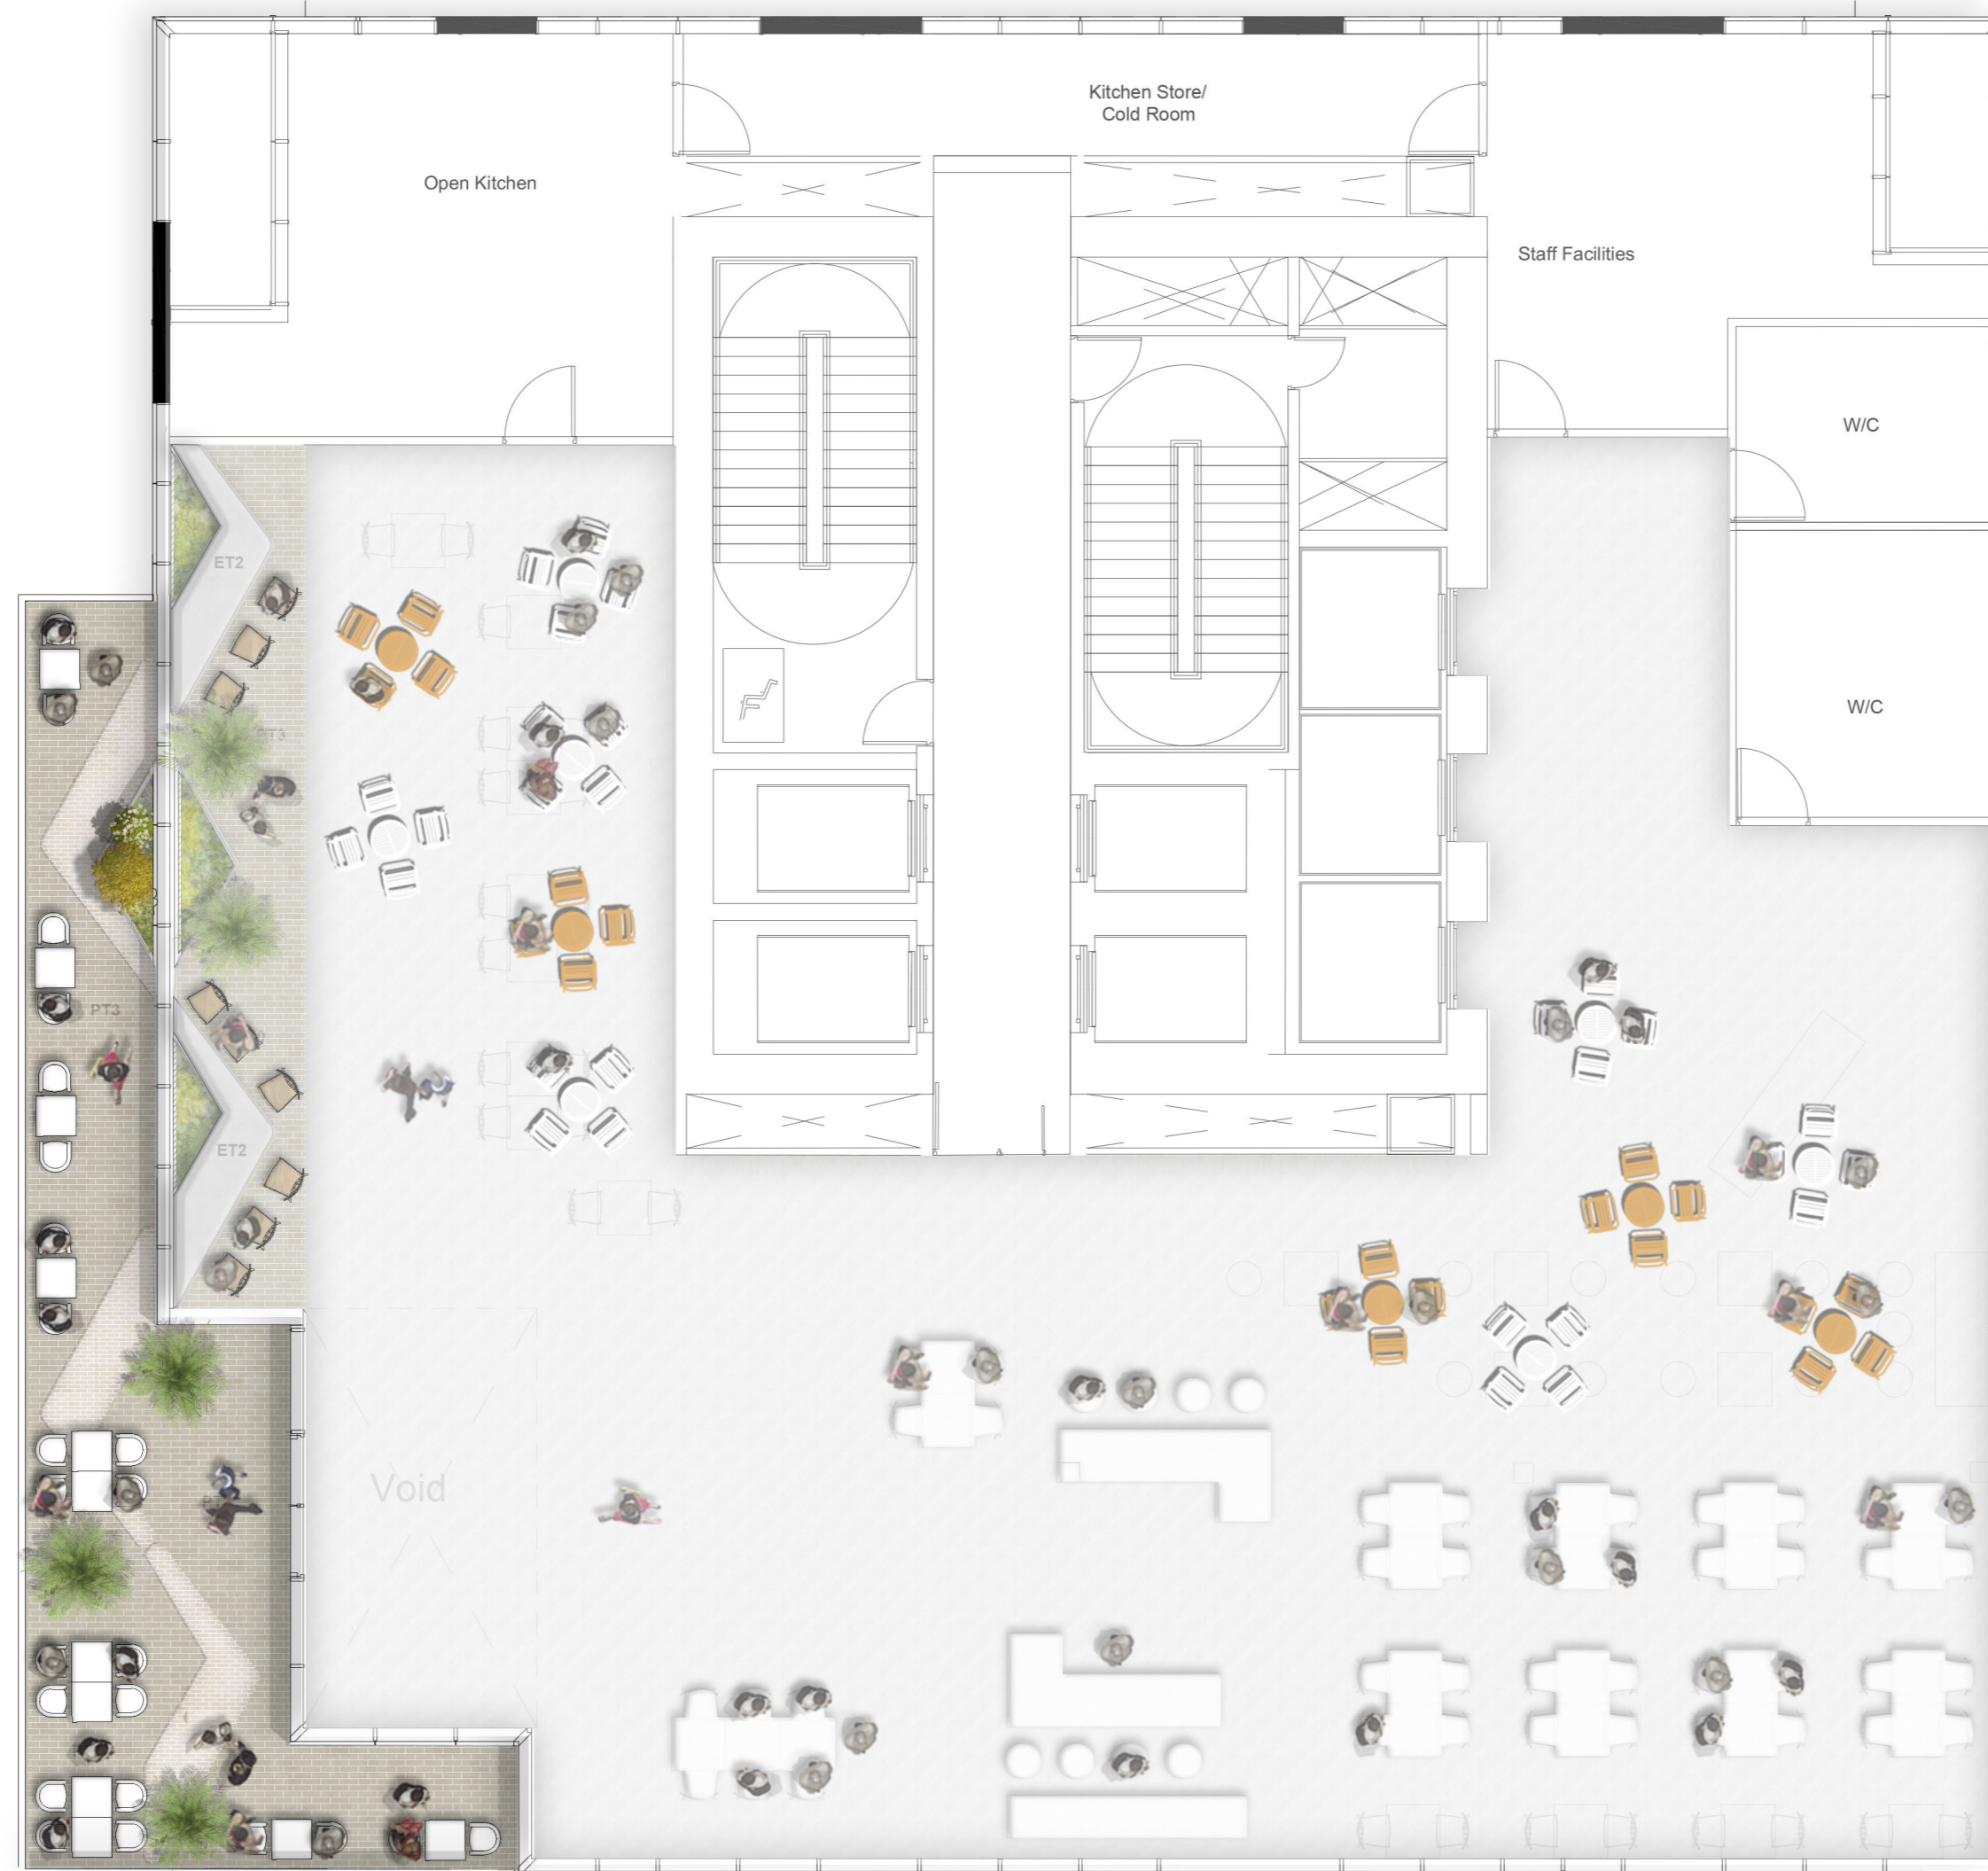 Kitchen Store/
Cold Room
Open Kitchen
Staff Facilities
W/C
ET2
W/C
PT3
ET2
Void